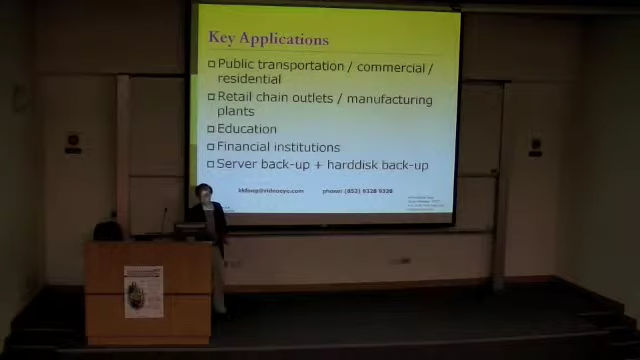 Key Applications
Public transportation / commercial /
residential
Retail chain outlets / manufacturing
plants
Education
Financial institutions
Server back-up + harddisk back-up
phone: (852) 9328 9328